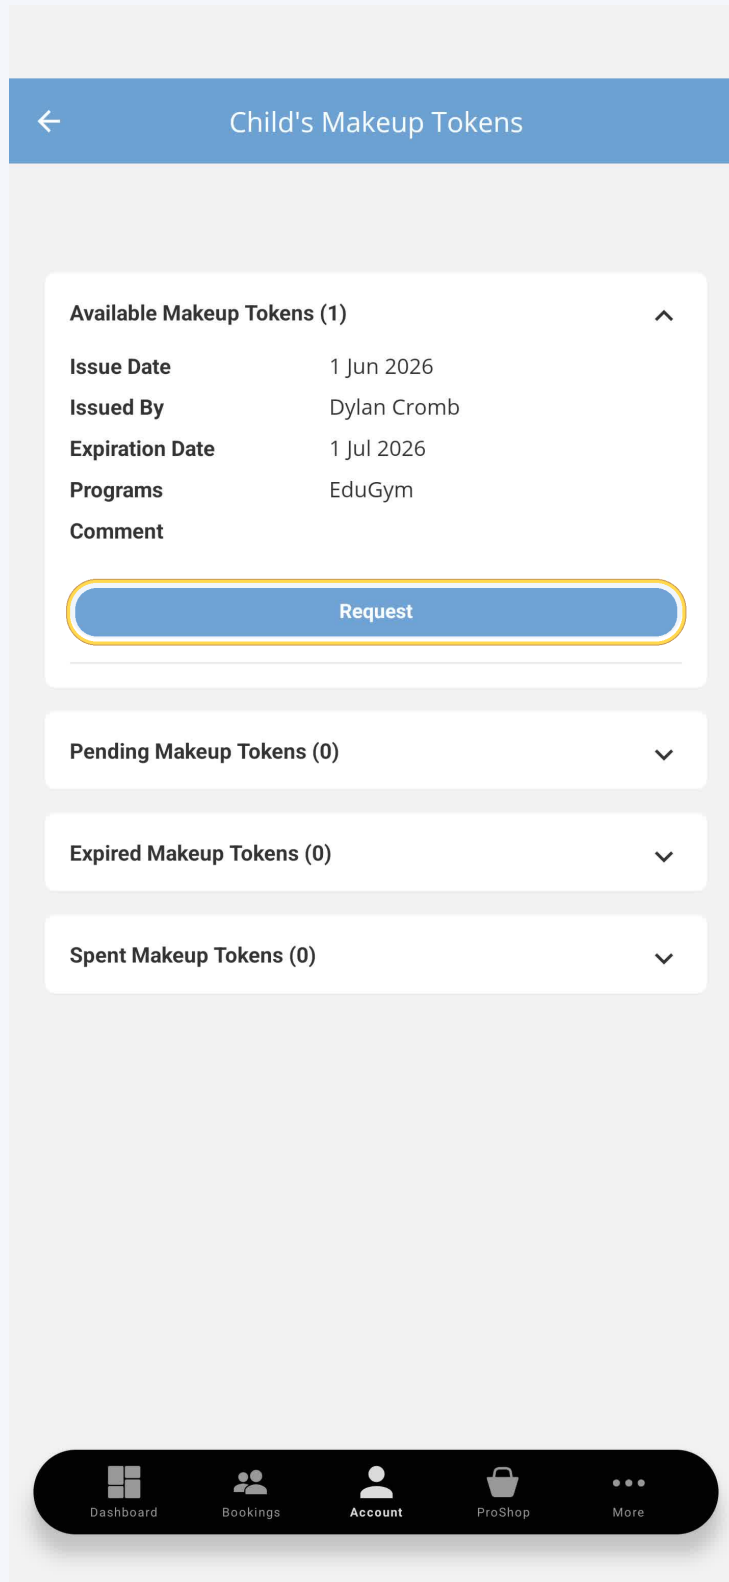 Child's Makeup Tokens
Available Makeup Tokens (1)
Issue Date 1 Jun 2026
Issued By Dylan Cromb
Expiration Date 1 Jul 2026
Programs EduGym
Comment
Request
Pending Makeup Tokens (0)
Expired Makeup Tokens (0)
Spent Makeup Tokens (0)
Dashboard Bookings Account ProShop More